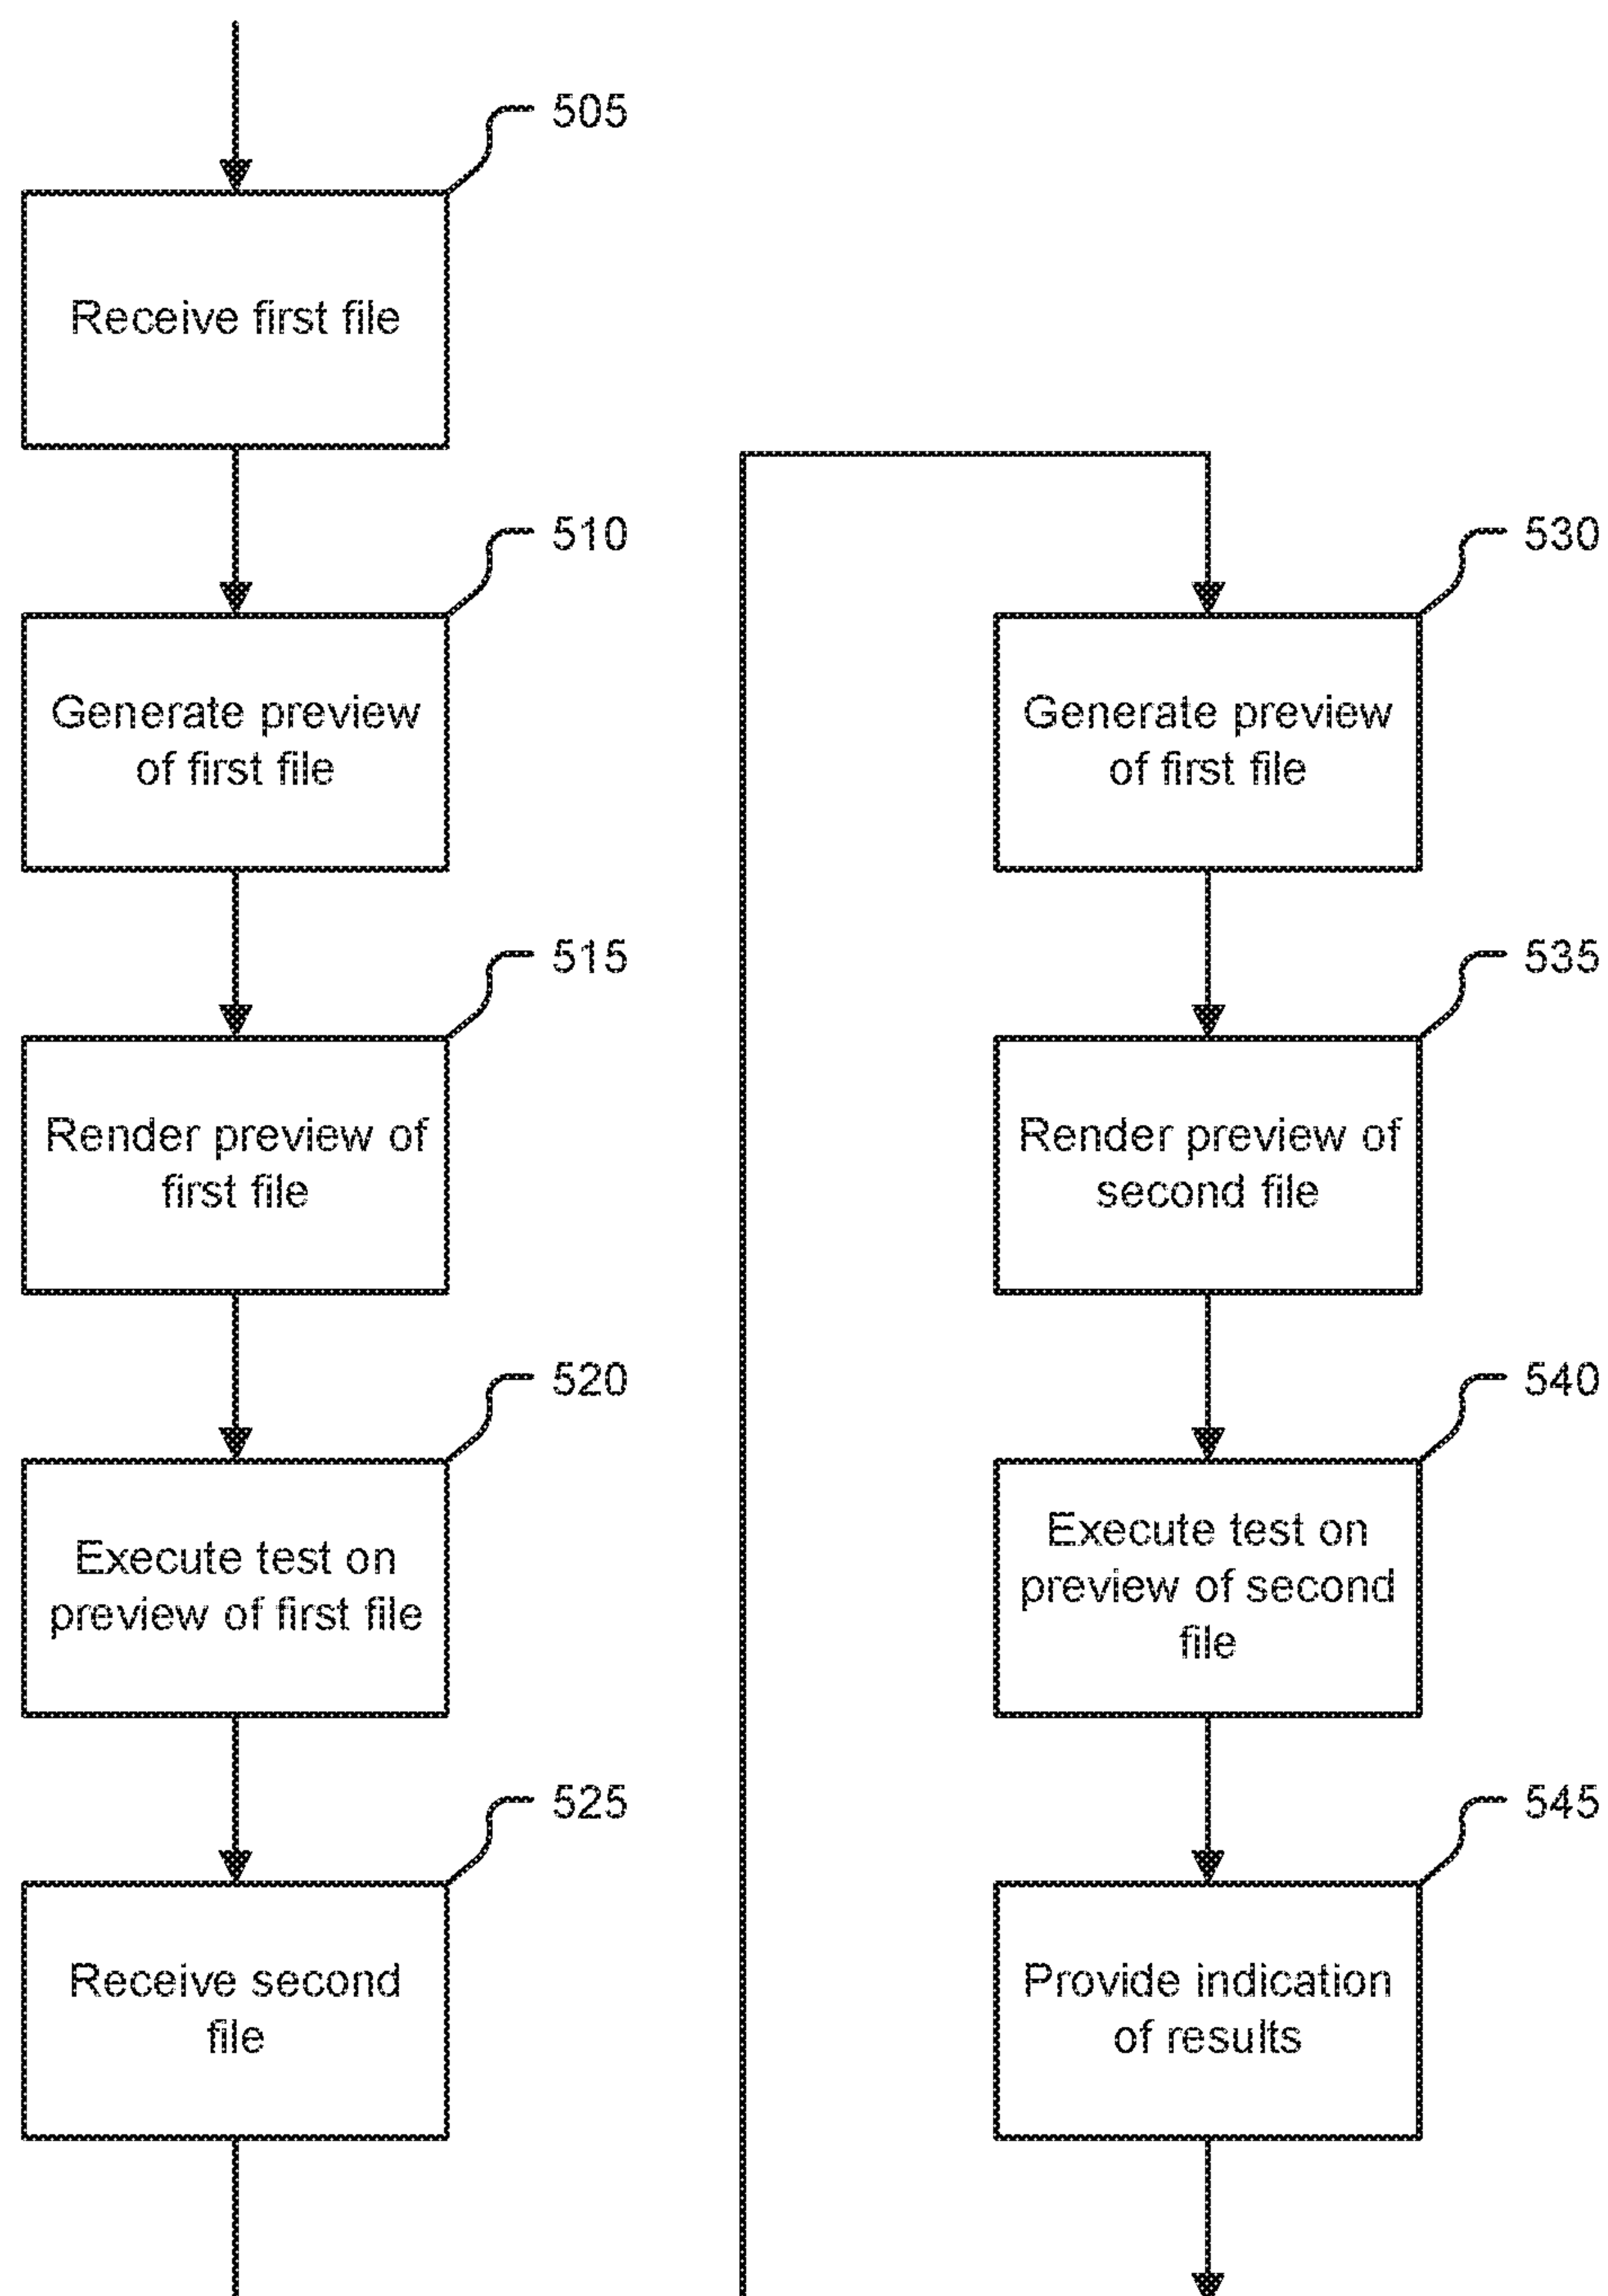 505
Receive first file
510
Generate preview
of first file
515
Render preview of
first file
520
Execute test on
preview of first file
525
Receive second
file
530
Generate preview
of first file
535
Render preview of
second file
540
Execute test on
preview of second
file
545
Provide indication
of results